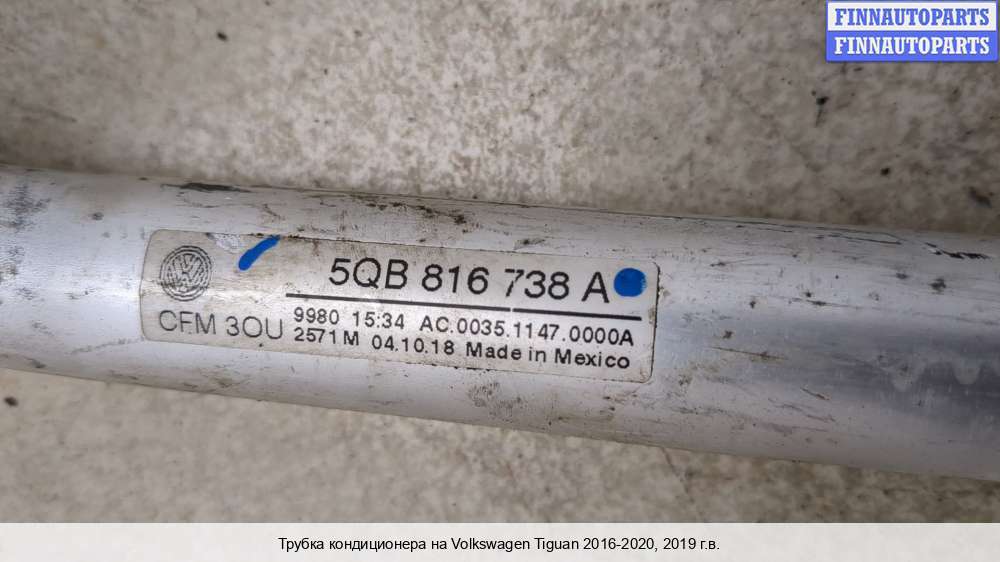 FINNAUTOPARTS
FINNAUTOPARTS
5QB 816 738 A
CFM 3OU
9980 15:34 AC.0035.1147.0000A
2571M 04.10.18 Made in Mexico
Трубка кондиционера на Volkswagen Tiguan 2016-2020, 2019 г.в.